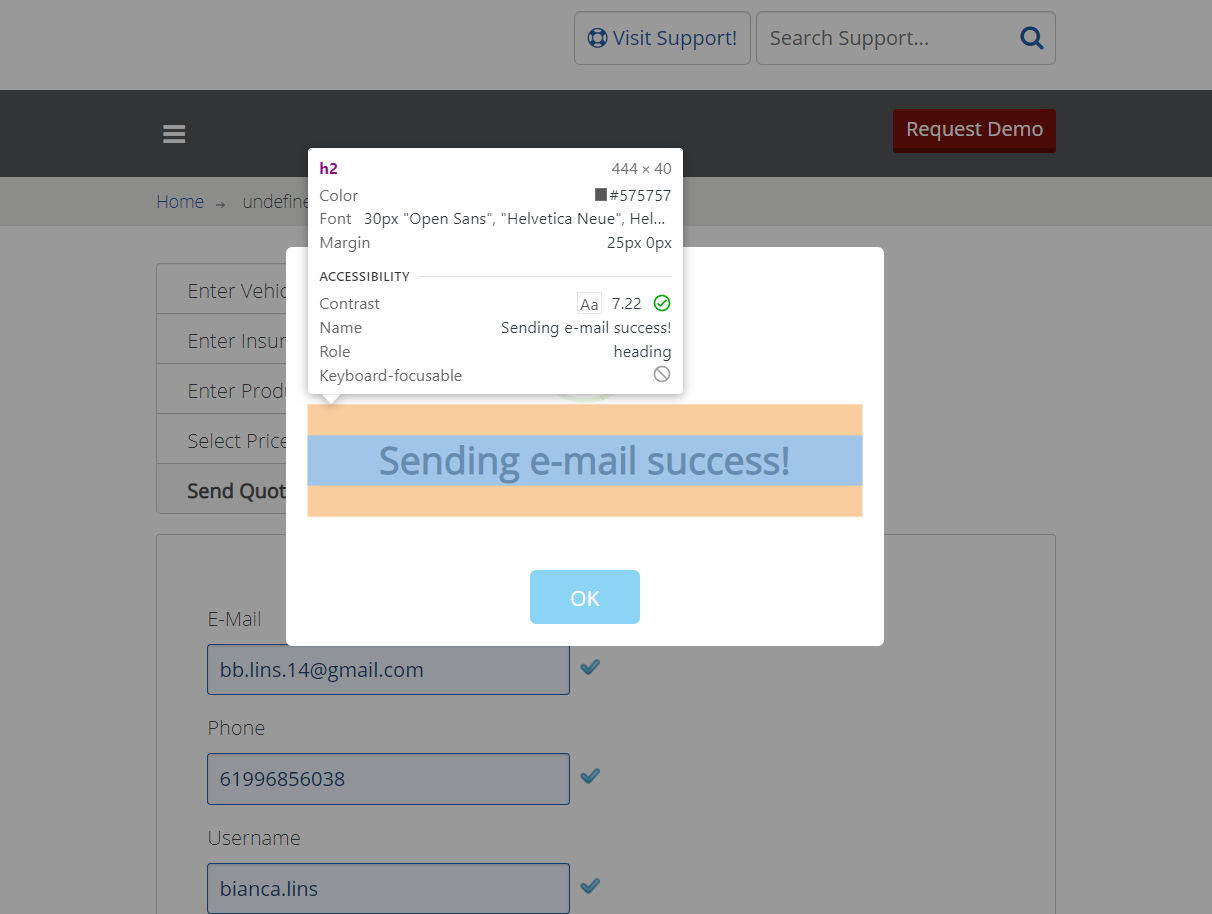 Visit Support!
Search Support...
Request Demo
Home → undefine
h2 444 × 40
Color #575757
Font 30px "Open Sans", "Helvetica Neue", Hel...
Margin 25px 0px
ACCESSIBILITY
Contrast Aa 7.22
Name Sending e-mail success!
Role heading
Keyboard-focusable
Enter Vehic
Enter Insur
Enter Produ
Select Price
Send Quot
Sending e-mail success!
OK
E-Mail
bb.lins.14@gmail.com
Phone
61996856038
Username
bianca.lins